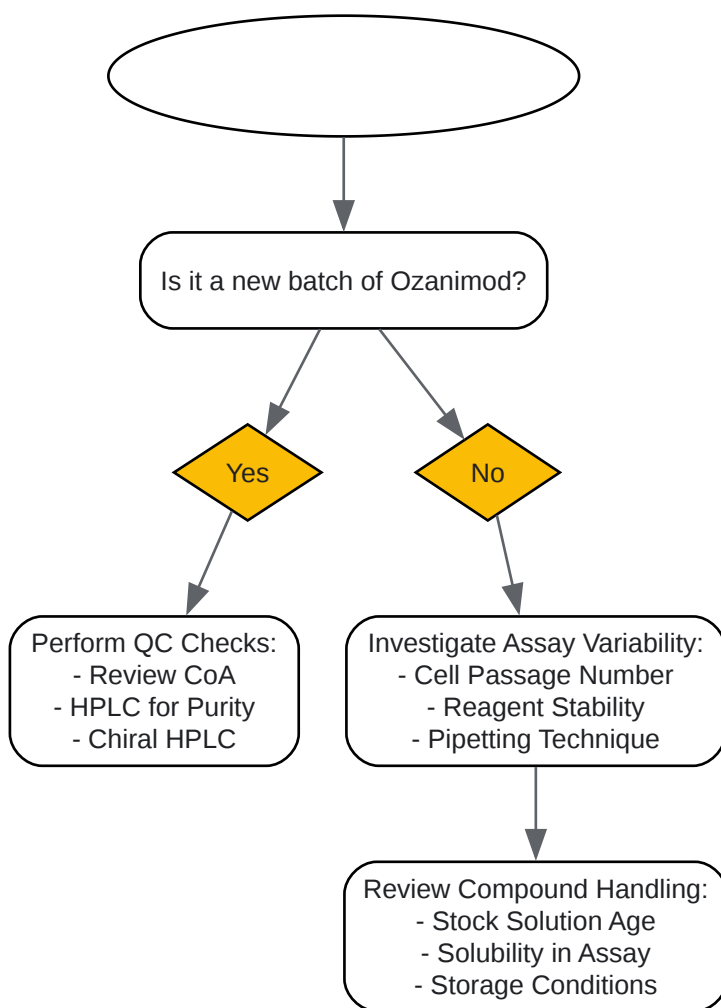 Is it a new batch of Ozanimod?
Yes
No
Perform QC Checks:
- Review CoA
- HPLC for Purity
- Chiral HPLC
Investigate Assay Variability:
- Cell Passage Number
- Reagent Stability
- Pipetting Technique
Review Compound Handling:
- Stock Solution Age
- Solubility in Assay
- Storage Conditions